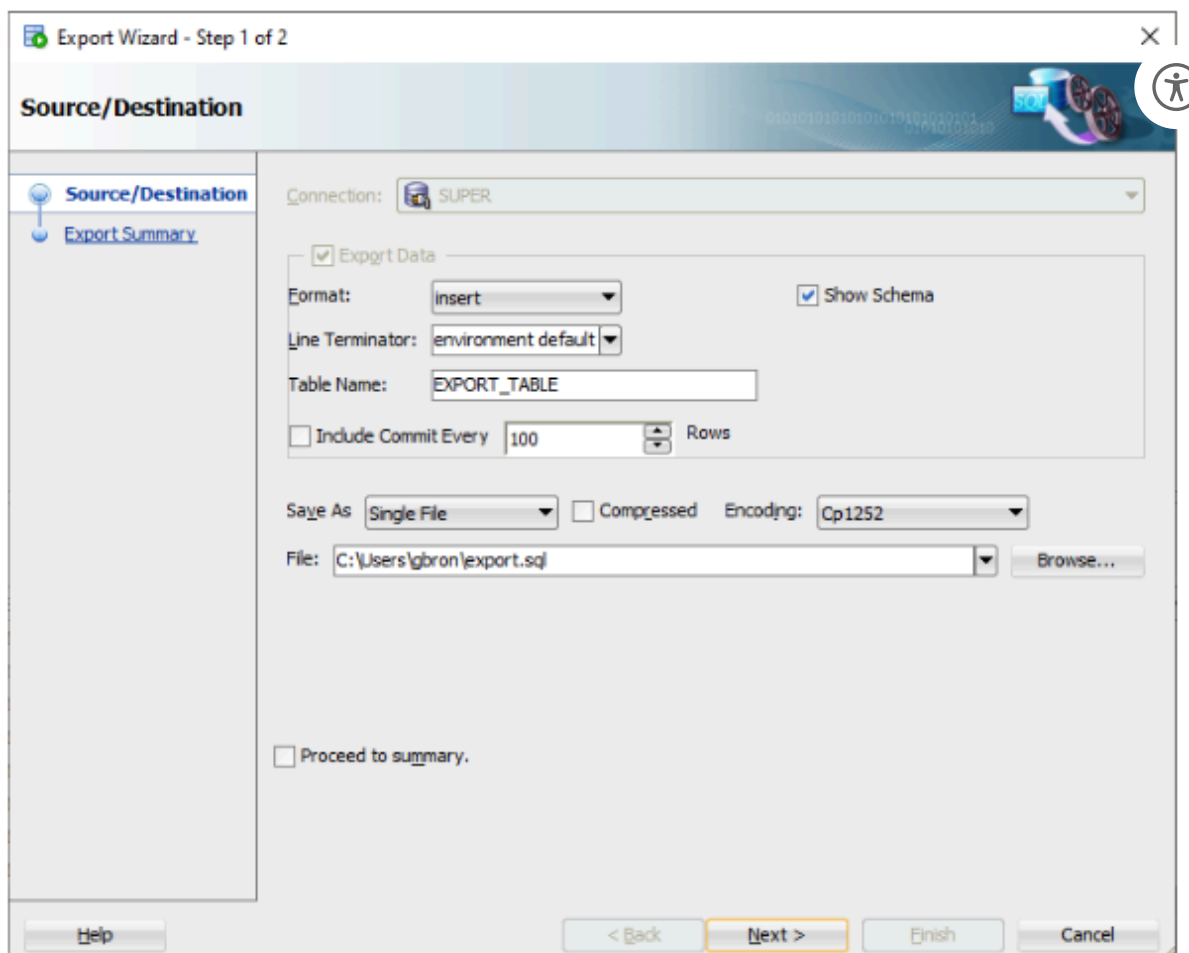 Export Wizard - Step 1 of 2
Source/Destination
SQL
Source/Destination
Export Summary
Connection: SUPER
Export Data
Format: insert Show Schema
Line Terminator: environment default
Table Name: EXPORT_TABLE
Include Commit Every 100 Rows
Save As Single File Compressed Encoding: Cp1252
File: C:\Users\gbron\export.sql Browse...
Proceed to summary.
Help < Back Next > Finish Cancel